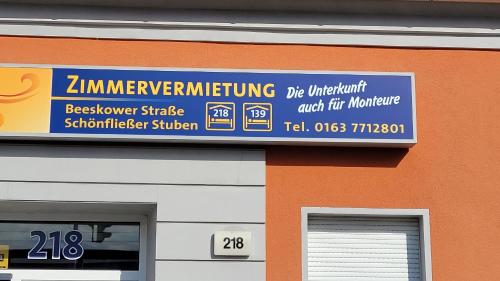 ZIMMERVERMIETUNG
Die Unterkunft
auch für Monteure
Beeskower Straße
218
139
Schönfließer Stuben
Tel. 0163 7712801
218
218